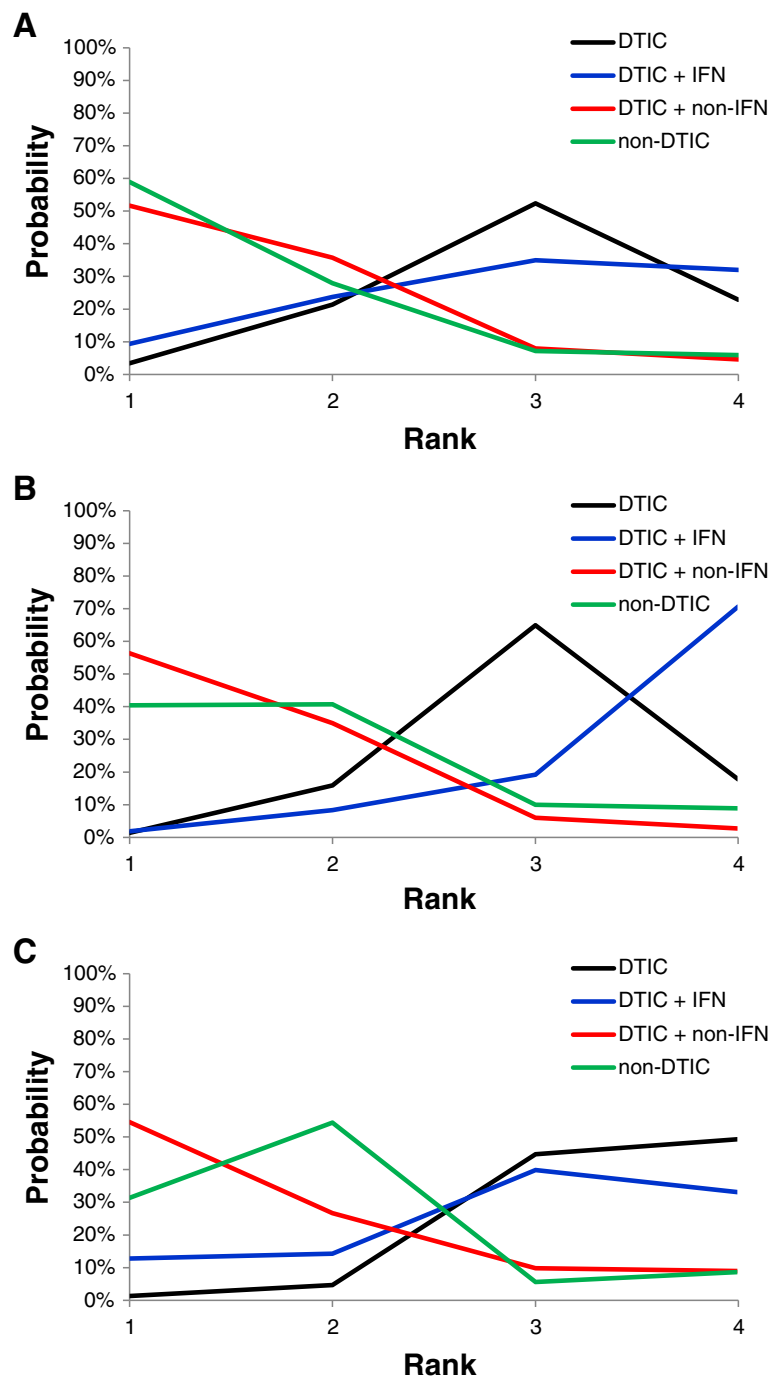 A
DTIC
DTIC + IFN
DTIC + non-IFN
non-DTIC
100%
90%
80%
70%
60%
50%
40%
30%
20%
10%
0%
Probability
1 2 3 4
Rank
B
DTIC
DTIC + IFN
DTIC + non-IFN
non-DTIC
100%
90%
80%
70%
60%
50%
40%
30%
20%
10%
0%
Probability
1 2 3 4
Rank
C
DTIC
DTIC + IFN
DTIC + non-IFN
non-DTIC
100%
90%
80%
70%
60%
50%
40%
30%
20%
10%
0%
Probability
1 2 3 4
Rank